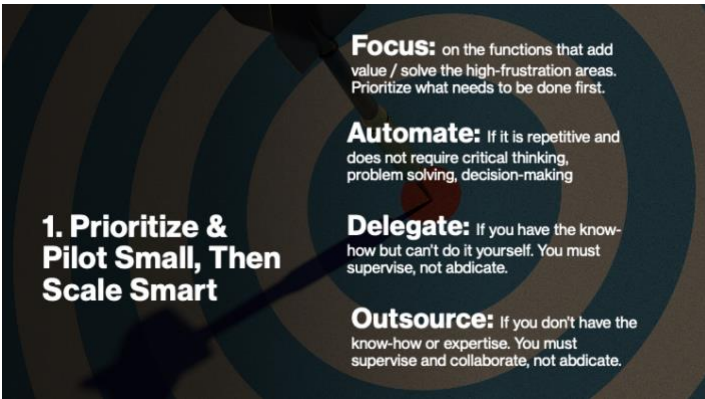 1. Prioritize &
Pilot Small, Then
Scale Smart
Focus: on the functions that add
value / solve the high-frustration areas.
Prioritize what needs to be done first.
Automate: If it is repetitive and
does not require critical thinking,
problem solving, decision-making
Delegate: If you have the know-
how but can't do it yourself. You must
supervise, not abdicate.
Outsource: If you don't have the
know-how or expertise. You must
supervise and collaborate, not abdicate.